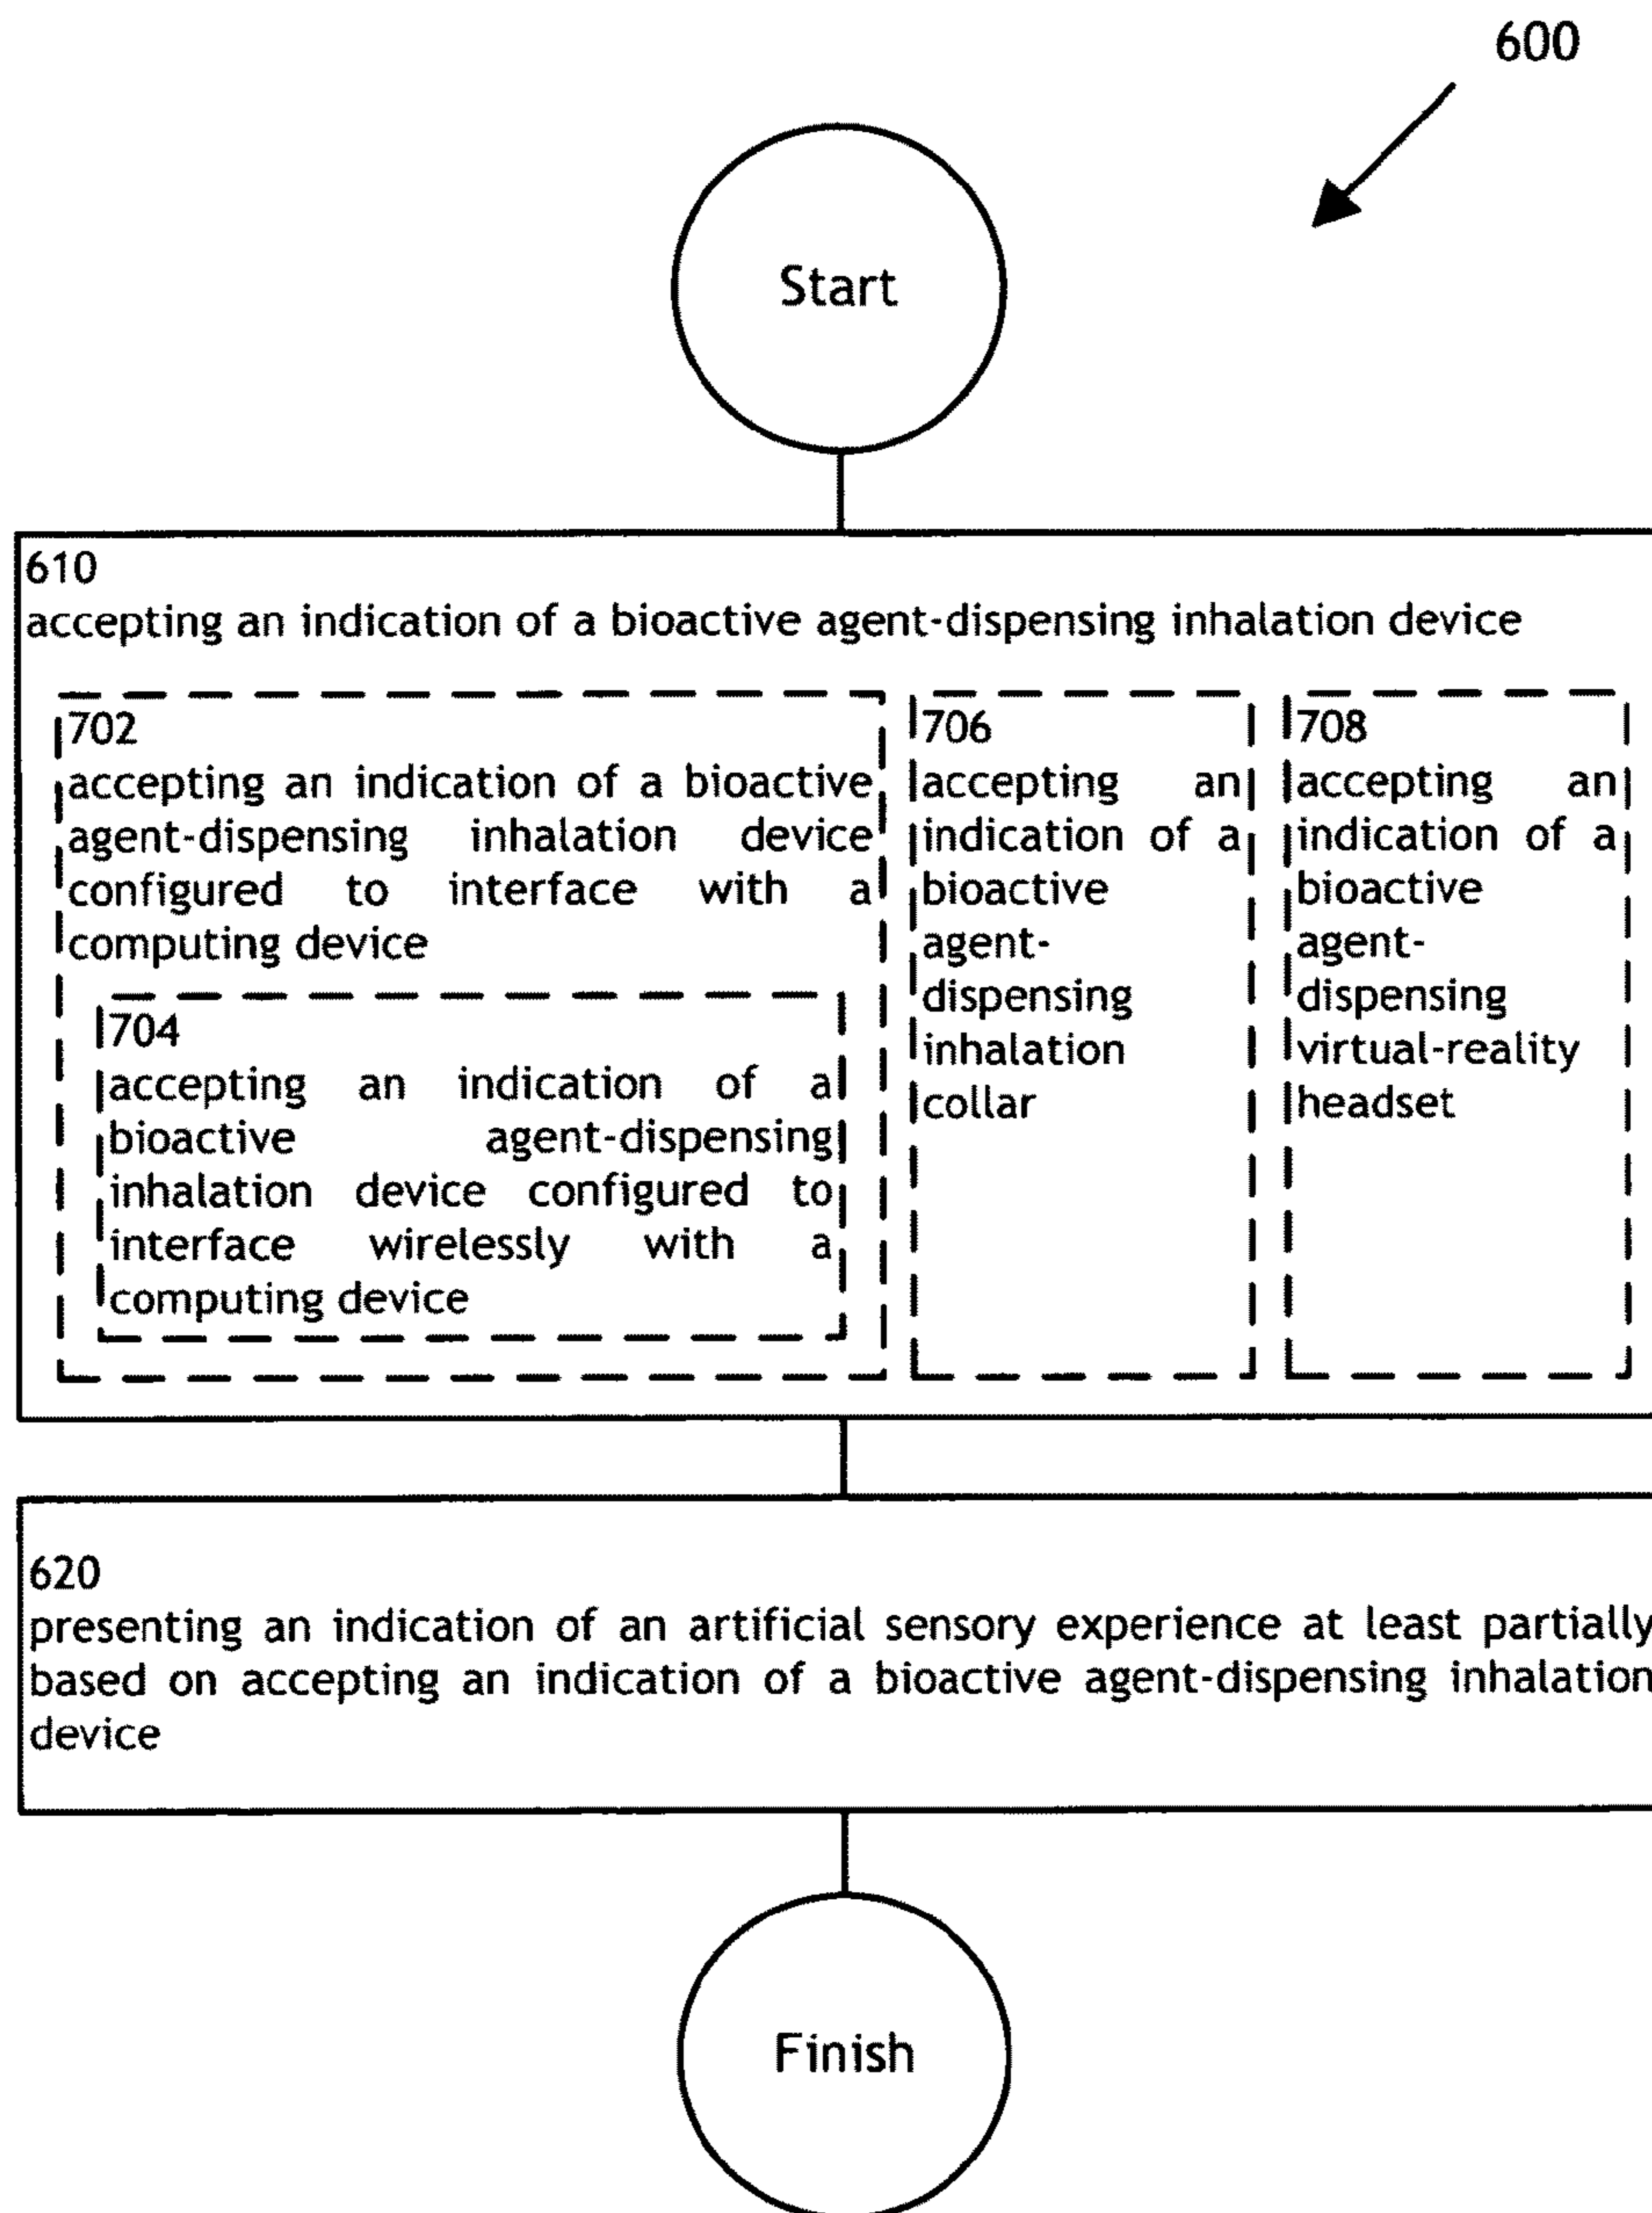 600
Start
610
accepting an indication of a bioactive agent-dispensing inhalation device
702
accepting an indication of a bioactive
agent-dispensing inhalation device
configured to interface with a
computing device
704
accepting an indication of a
bioactive agent-dispensing
inhalation device configured to
interface wirelessly with a
computing device
706
accepting an
indication of a
bioactive
agent-
dispensing
inhalation
collar
708
accepting an
indication of a
bioactive
agent-
dispensing
virtual-reality
headset
620
presenting an indication of an artificial sensory experience at least partially
based on accepting an indication of a bioactive agent-dispensing inhalation
device
Finish